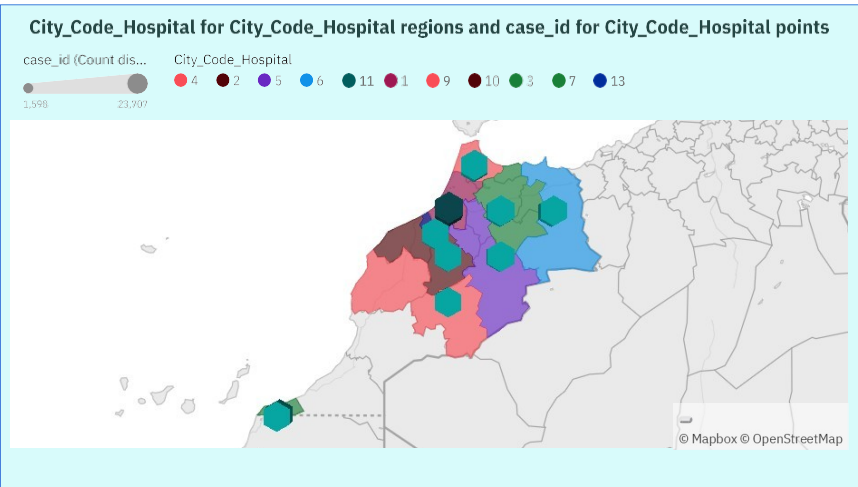 City_Code_Hospital for City_Code_Hospital regions and case_id for City_Code_Hospital points
case_id (Count dis...
City_Code_Hospital
4 2 5 6 11 1 9 10 3 7 13
1,598 23,707
© Mapbox © OpenStreetMap